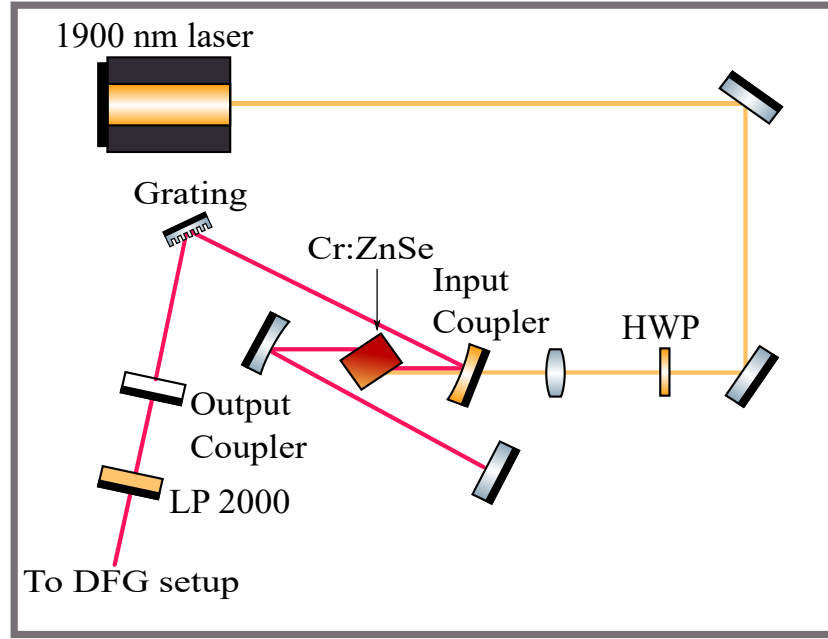 1900 nm laser
Grating
Cr:ZnSe
Input
Coupler
HWP
Output
Coupler
LP 2000
To DFG setup